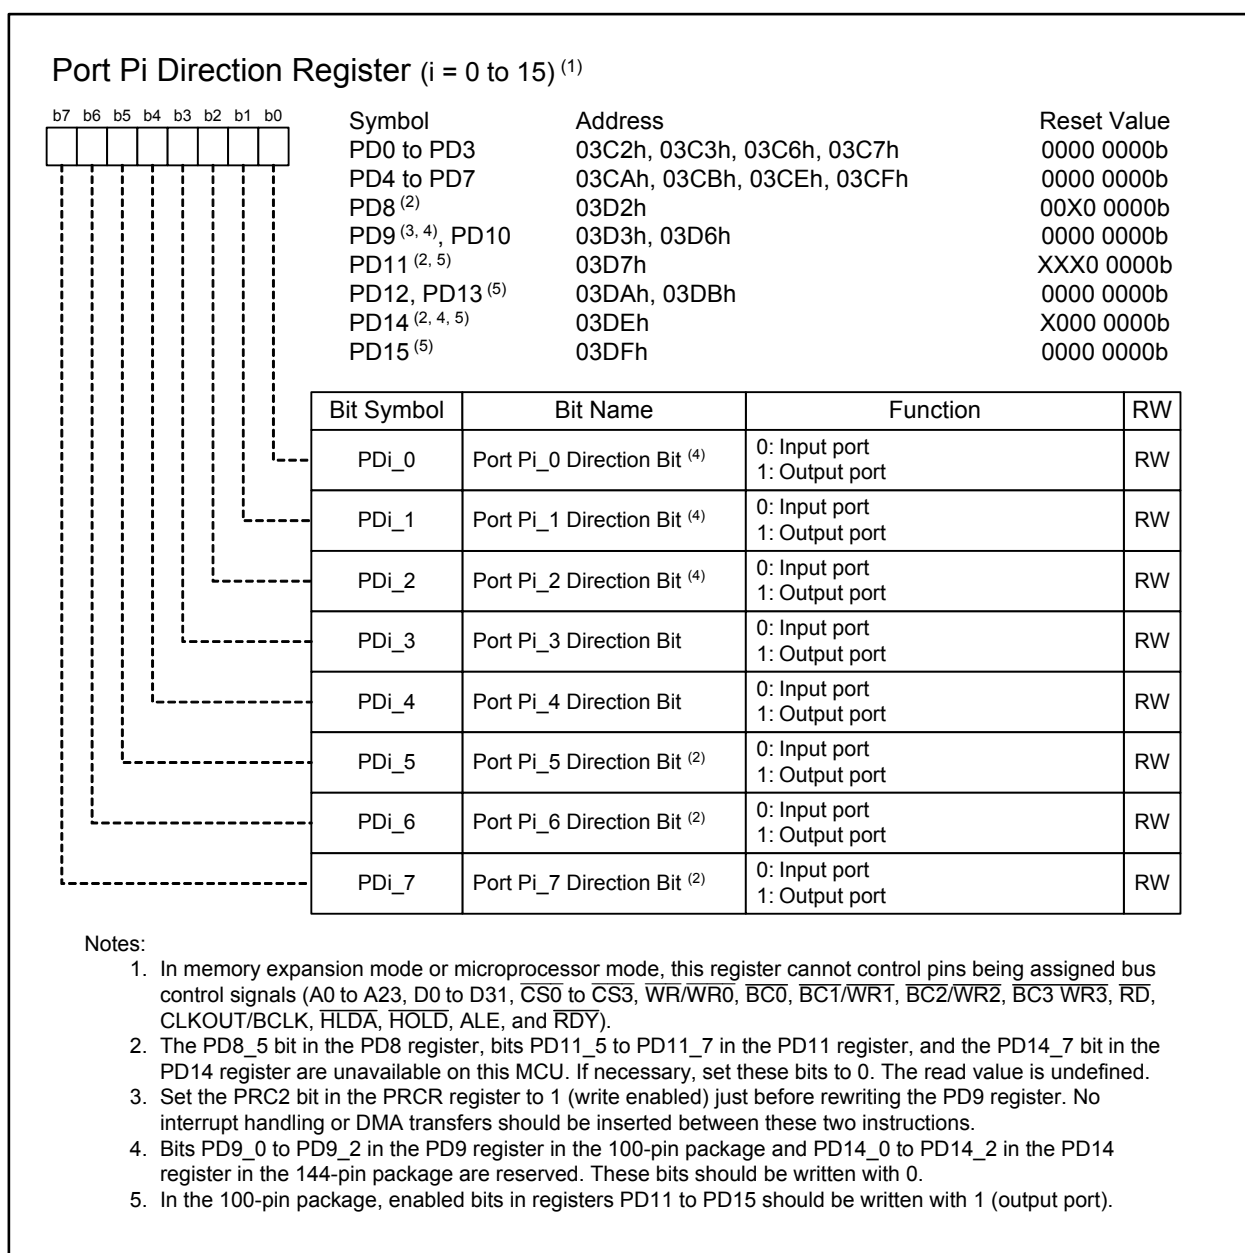 Port Pi Direction Register (i = 0 to 15) (1)
b7 b6 b5 b4 b3 b2 b1 b0
Symbol Address Reset Value
PD0 to PD3 03C2h, 03C3h, 03C6h, 03C7h 0000 0000b
PD4 to PD7 03CAh, 03CBh, 03CEh, 03CFh 0000 0000b
PD8 (2) 03D2h 00X0 0000b
PD9 (3, 4), PD10 03D3h, 03D6h 0000 0000b
PD11 (2, 5) 03D7h XXX0 0000b
PD12, PD13 (5) 03DAh, 03DBh 0000 0000b
PD14 (2, 4, 5) 03DEh X000 0000b
PD15 (5) 03DFh 0000 0000b
Bit Symbol Bit Name Function RW
PDi_0 Port Pi_0 Direction Bit (4) 0: Input port
1: Output port RW
PDi_1 Port Pi_1 Direction Bit (4) 0: Input port
1: Output port RW
PDi_2 Port Pi_2 Direction Bit (4) 0: Input port
1: Output port RW
PDi_3 Port Pi_3 Direction Bit 0: Input port
1: Output port RW
PDi_4 Port Pi_4 Direction Bit 0: Input port
1: Output port RW
PDi_5 Port Pi_5 Direction Bit (2) 0: Input port
1: Output port RW
PDi_6 Port Pi_6 Direction Bit (2) 0: Input port
1: Output port RW
PDi_7 Port Pi_7 Direction Bit (2) 0: Input port
1: Output port RW
Notes:
1. In memory expansion mode or microprocessor mode, this register cannot control pins being assigned bus
control signals (A0 to A23, D0 to D31, CS0 to CS3, WR/WR0, BC0, BC1/WR1, BC2/WR2, BC3 WR3, RD,
CLKOUT/BCLK, HLDA, HOLD, ALE, and RDY).
2. The PD8_5 bit in the PD8 register, bits PD11_5 to PD11_7 in the PD11 register, and the PD14_7 bit in the
PD14 register are unavailable on this MCU. If necessary, set these bits to 0. The read value is undefined.
3. Set the PRC2 bit in the PRCR register to 1 (write enabled) just before rewriting the PD9 register. No
interrupt handling or DMA transfers should be inserted between these two instructions.
4. Bits PD9_0 to PD9_2 in the PD9 register in the 100-pin package and PD14_0 to PD14_2 in the PD14
register in the 144-pin package are reserved. These bits should be written with 0.
5. In the 100-pin package, enabled bits in registers PD11 to PD15 should be written with 1 (output port).